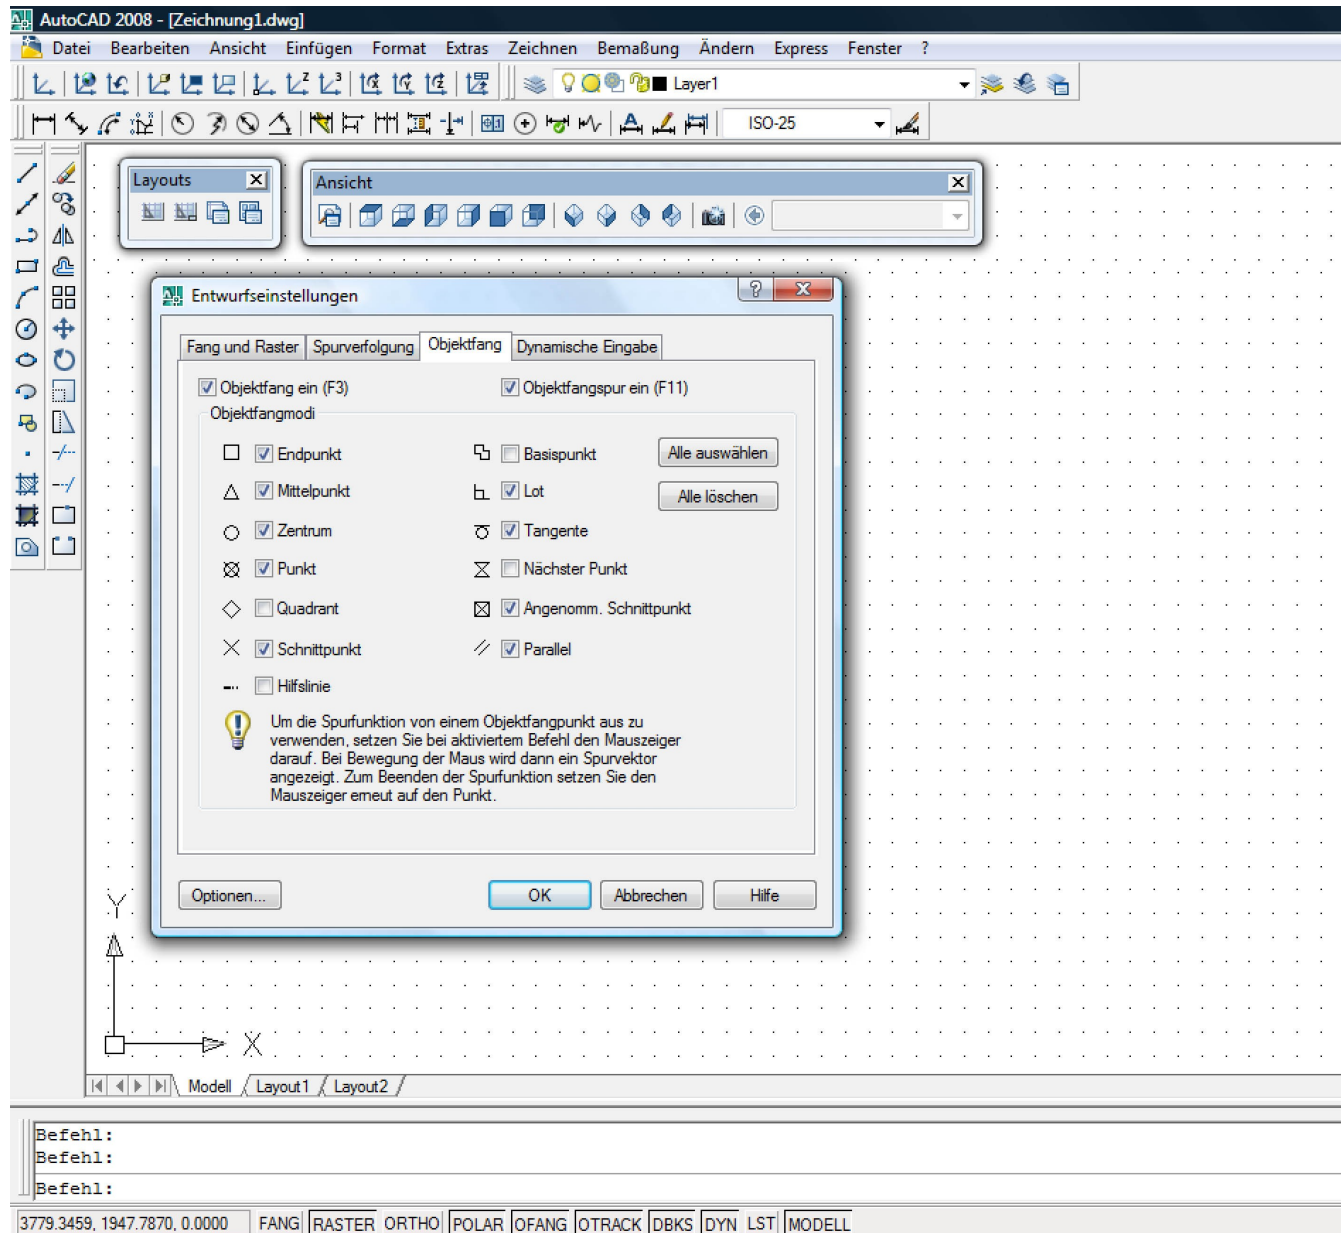 AutoCAD 2008 - [Zeichnung1.dwg]
Datei Bearbeiten Ansicht Einfügen Format Extras Zeichnen Bemaßung Ändern Express Fenster ?
Layer1
ISO-25
Layouts
Ansicht
Entwurfseinstellungen
Fang und Raster Spurverfolgung Objektfang Dynamische Eingabe
Objektfang ein (F3) Objektfangspur ein (F11)
Objektfangmodi
Endpunkt Basispunkt Alle auswählen
Mittelpunkt Lot Alle löschen
Zentrum Tangente
Punkt Nächster Punkt
Quadrant Angenomm. Schnittpunkt
Schnittpunkt Parallel
Hilfslinie
Um die Spurfunktion von einem Objektfangpunkt aus zu
verwenden, setzen Sie bei aktiviertem Befehl den Mauszeiger
darauf. Bei Bewegung der Maus wird dann ein Spurvektor
angezeigt. Zum Beenden der Spurfunktion setzen Sie den
Mauszeiger erneut auf den Punkt.
Optionen... OK Abbrechen Hilfe
Y
X
Modell Layout1 Layout2
Befehl:
Befehl:
Befehl:
3779.3459, 1947.7870, 0.0000 FANG RASTER ORTHO POLAR OFANG OTRACK DBKS DYN LST MODELL